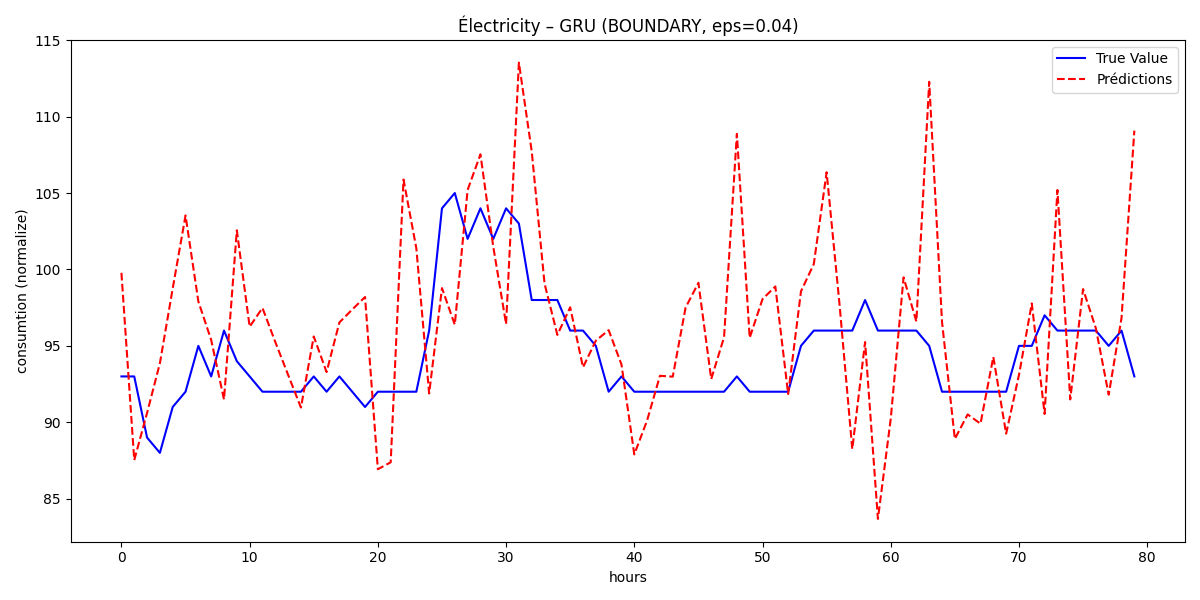 Électricity – GRU (BOUNDARY, eps=0.04)
True Value
Prédictions
consumtion (normalize)
115
110
105
100
95
90
85
0 10 20 30 40 50 60 70 80
hours